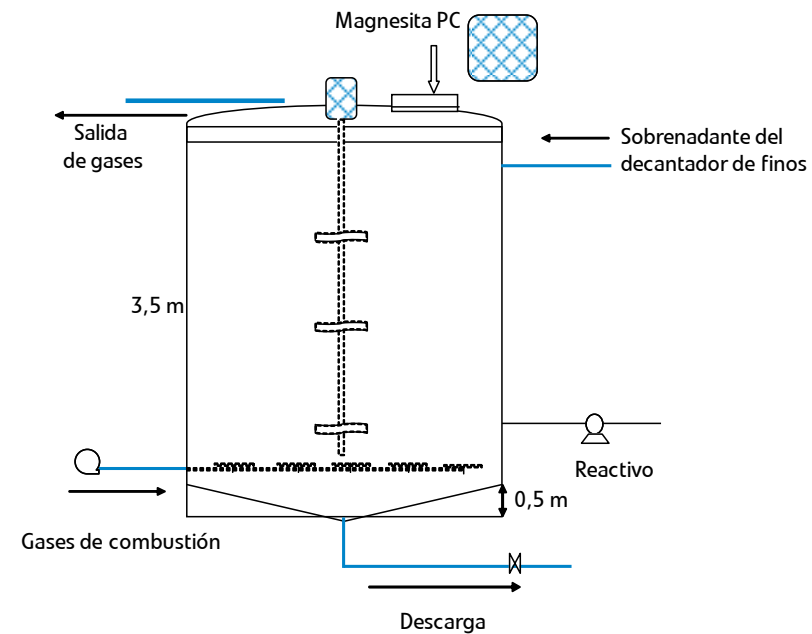 Magnesita PC
Salida
de gases
Sobrenadante del
decantador de finos
3,5 m
Reactivo
0,5 m
Gases de combustión
Descarga